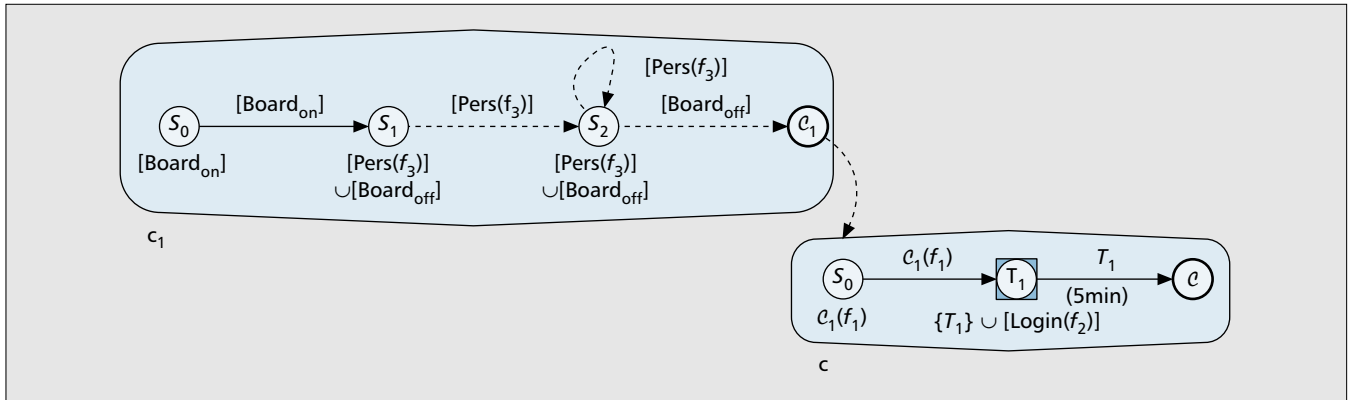 [Pers(f3)]
[Boardon] [Pers(f3)] [Boardoff]
S0 S1 S2 𝒞1
[Boardon] [Pers(f3)] [Pers(f3)]
∪[Boardoff] ∪[Boardoff]
c1
𝒞1(f1) T1
S0 T1 𝒞
(5min)
𝒞1(f1) {T1} ∪ [Login(f2)]
c